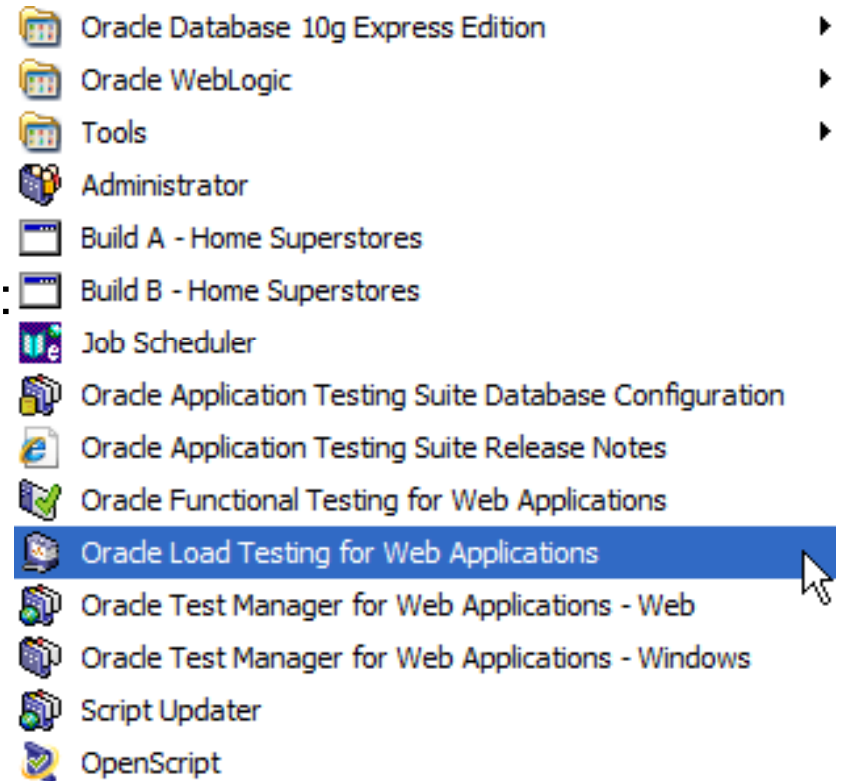 Oracle Database 10g Express Edition
Oracle WebLogic
Tools
Administrator
Build A - Home Superstores
Build B - Home Superstores
Job Scheduler
Oracle Application Testing Suite Database Configuration
Oracle Application Testing Suite Release Notes
Oracle Functional Testing for Web Applications
Oracle Load Testing for Web Applications
Oracle Test Manager for Web Applications - Web
Oracle Test Manager for Web Applications - Windows
Script Updater
OpenScript